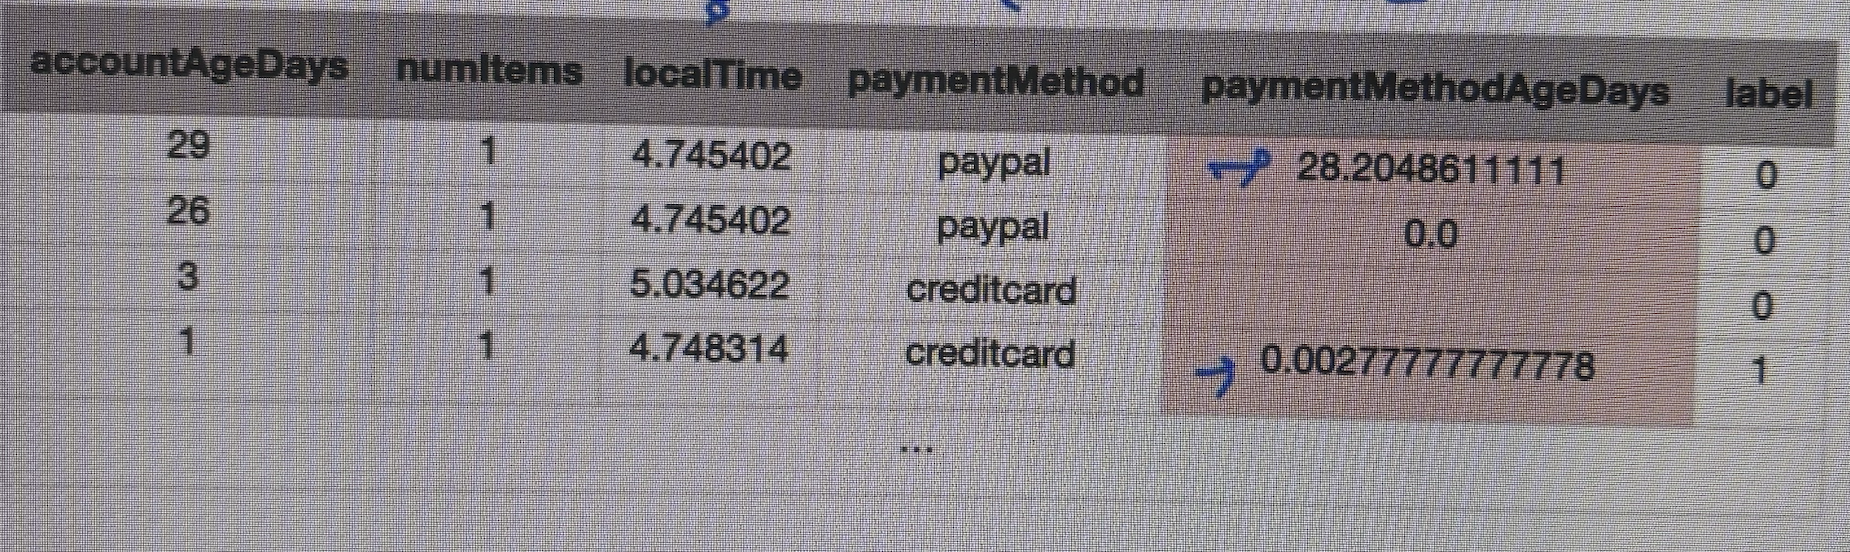 accountAgeDays numItems localTime paymentMethod paymentMethodAgeDays label
29 1 4.745402 paypal 28.2048611111 0
26 1 4.745402 paypal 0.0 0
3 1 5.034622 creditcard 0
1 1 4.748314 creditcard 0.00277777777778 1
...